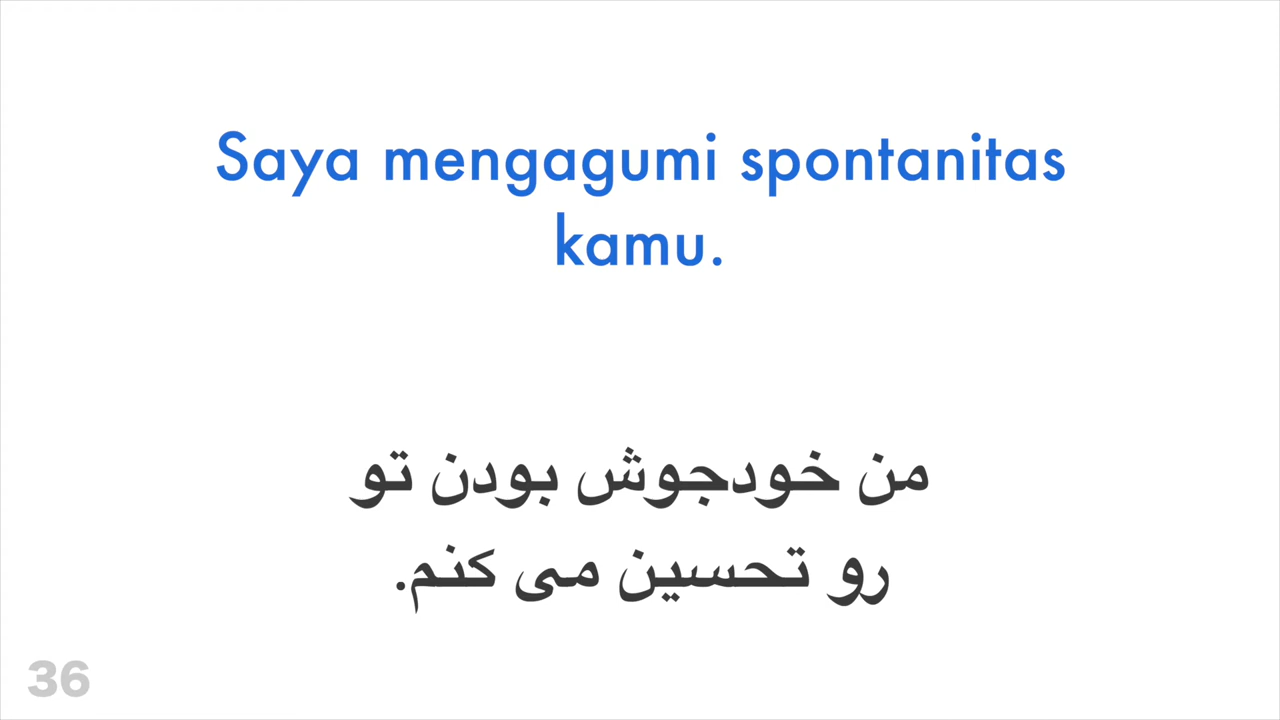 Saya mengagumi spontanitas
kamu.
من خودجوش بودن تو
رو تحسین می کنم.
36